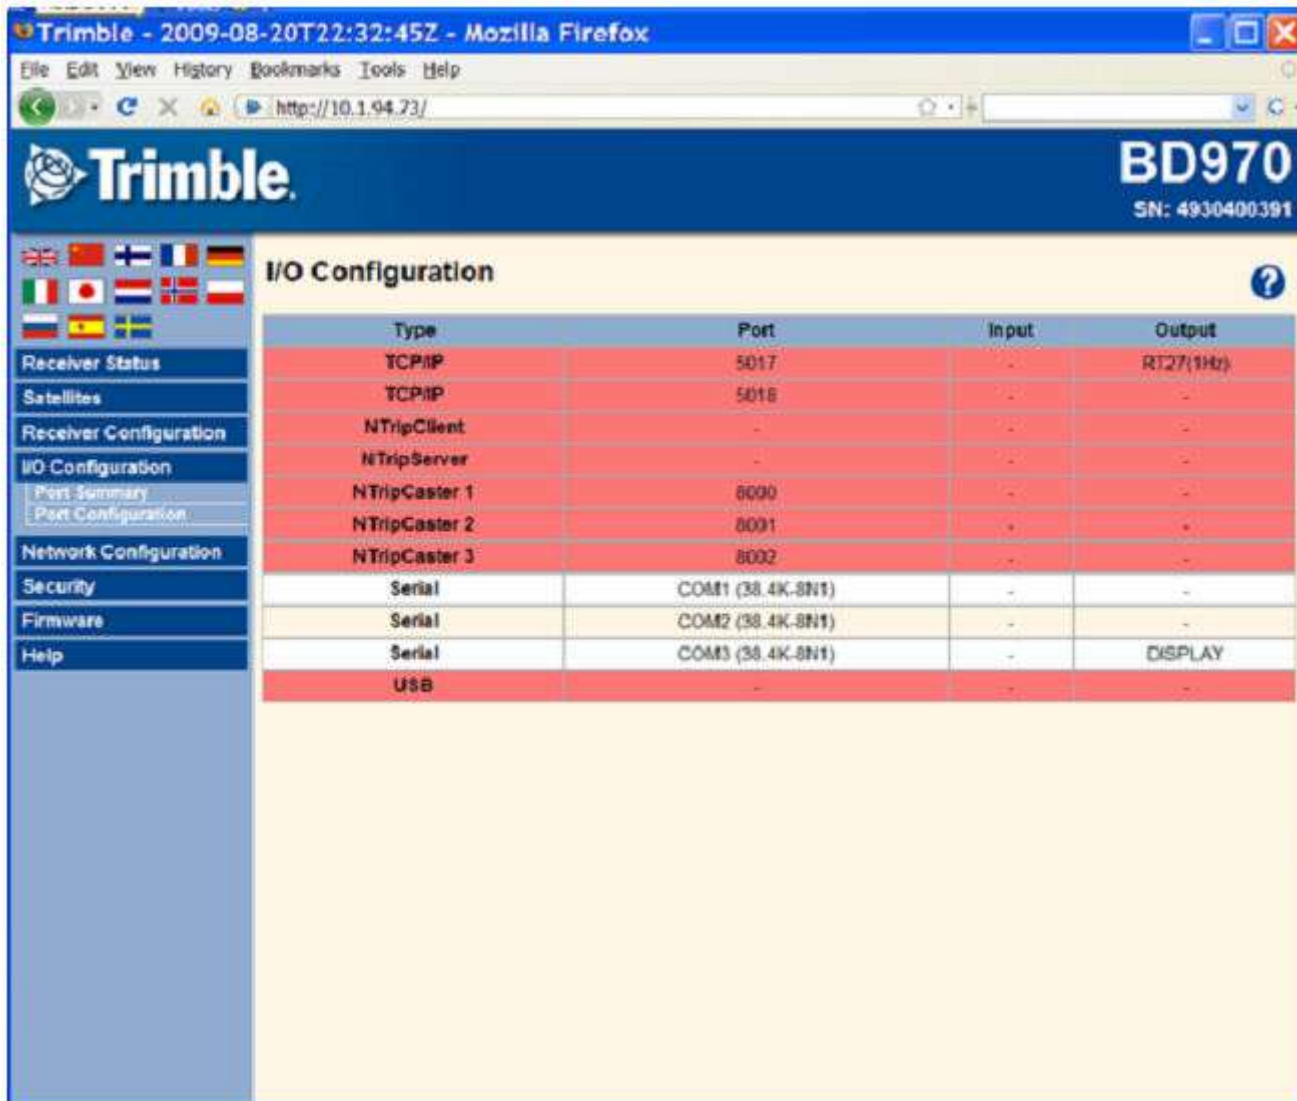 Trimble - 2009-08-20T22:32:45Z - Mozilla Firefox
File Edit View History Bookmarks Tools Help
http://10.1.94.73/
Trimble.
BD970
SN: 4930400391
I/O Configuration
Type Port Input Output
TCP/IP 5017 - RT27(1Hz)
TCP/IP 5018 - -
NTripClient - - -
NTripServer - - -
NTripCaster 1 8000 - -
NTripCaster 2 8001 - -
NTripCaster 3 8002 - -
Serial COM1 (38.4K-8N1) - -
Serial COM2 (38.4K-8N1) - -
Serial COM3 (38.4K-8N1) - DISPLAY
USB - - -
Receiver Status
Satellites
Receiver Configuration
I/O Configuration
Port Summary
Port Configuration
Network Configuration
Security
Firmware
Help